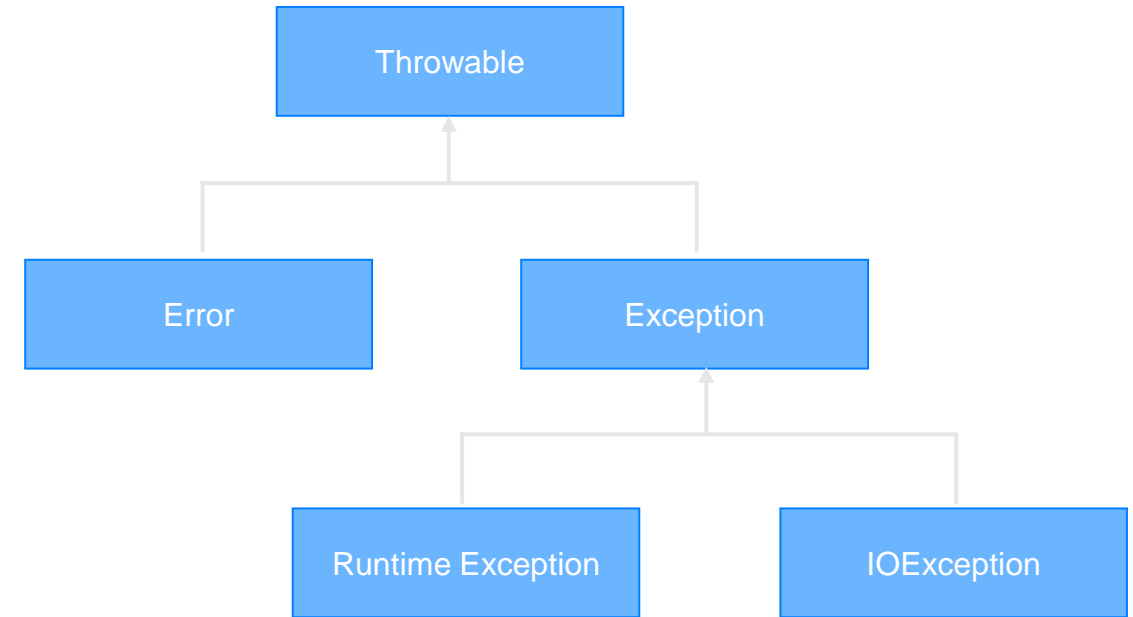 Throwable
Error
Exception
Runtime Exception
IOException